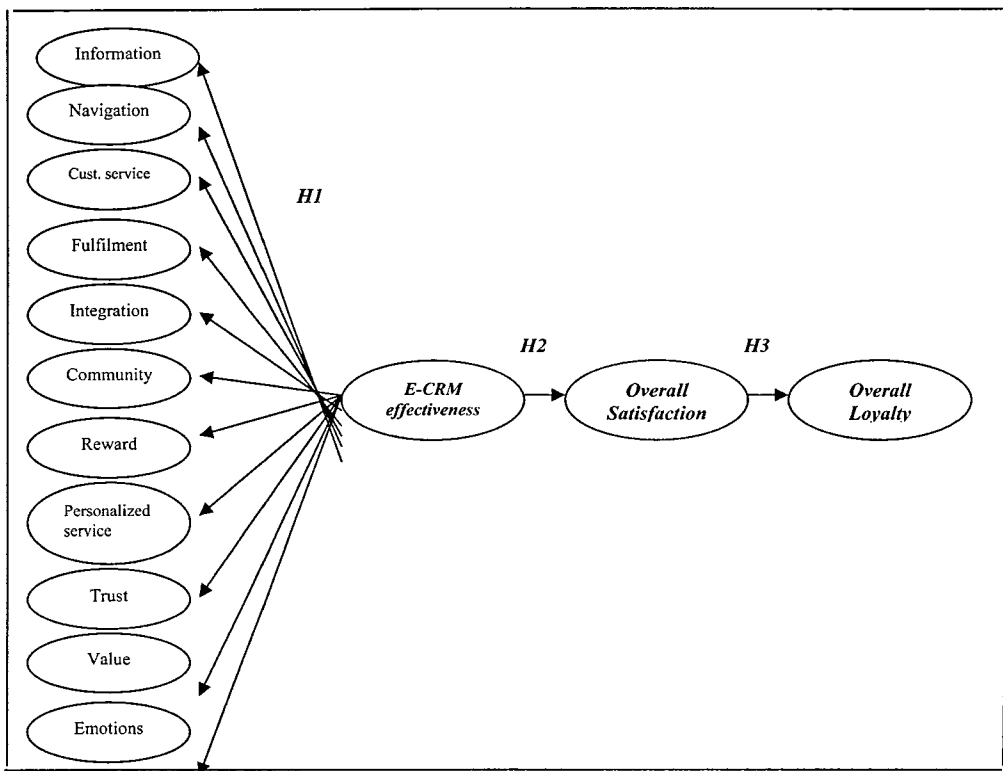 Information
Navigation
Cust. service
H1
Fulfilment
Integration
H2
H3
Community
E-CRM
effectiveness
Overall
Satisfaction
Overall
Loyalty
Reward
Personalized
service
Trust
Value
Emotions